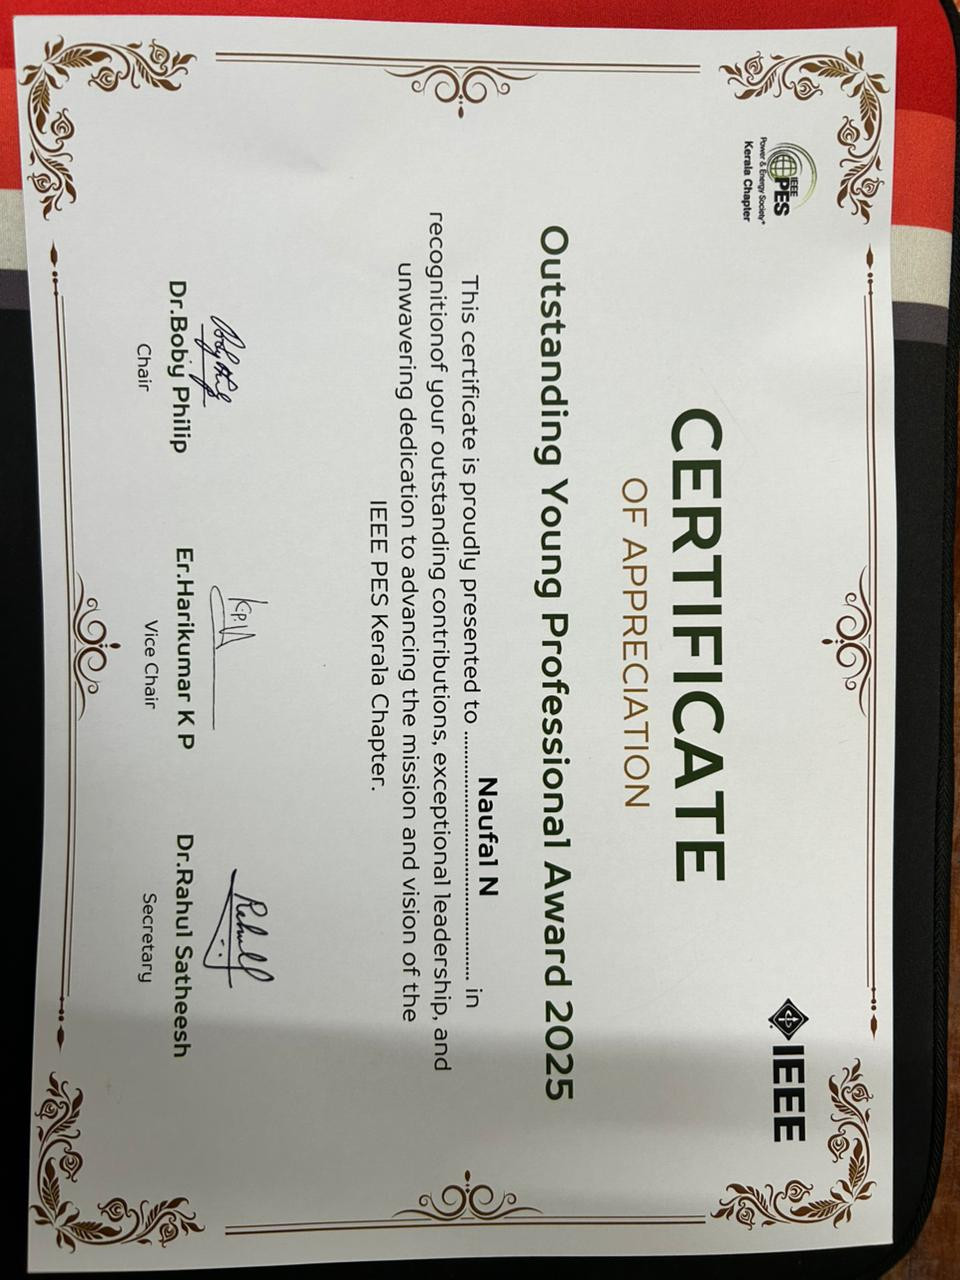 IEEE
PES
Power & Energy Society®
Kerala Chapter
IEEE
CERTIFICATE
OF APPRECIATION
Outstanding Young Professional Award 2025
This certificate is proudly presented to ........Naufal N........ in
recognitionof your outstanding contributions, exceptional leadership, and
unwavering dedication to advancing the mission and vision of the
IEEE PES Kerala Chapter.
Dr.Boby Philip
Chair
Er.Harikumar K P
Vice Chair
Dr.Rahul Satheesh
Secretary